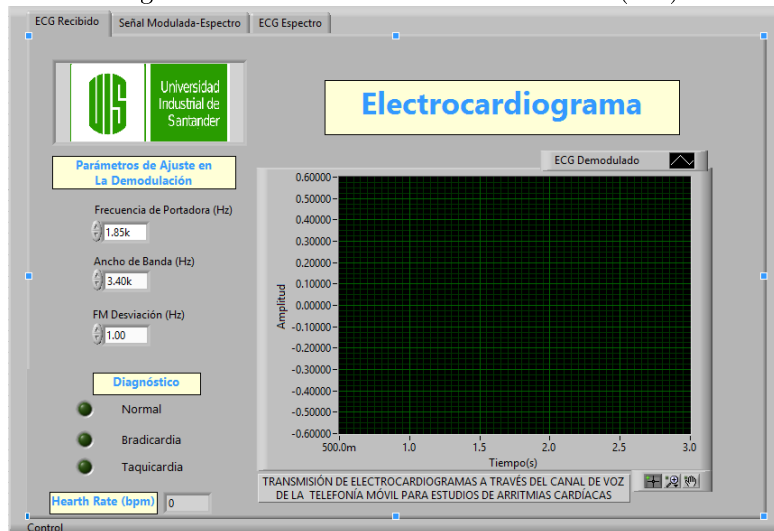 ECG Recibido
Señal Modulada-Espectro
ECG Espectro
UIS
Universidad
Industrial de
Santander
Electrocardiograma
Parámetros de Ajuste en
La Demodulación
Frecuencia de Portadora (Hz)
1.85k
Ancho de Banda (Hz)
3.40k
FM Desviación (Hz)
1.00
Diagnóstico
Normal
Bradicardia
Taquicardia
Hearth Rate (bpm)
0
Control
ECG Demodulado
Amplitud
0.60000
0.50000
0.40000
0.30000
0.20000
0.10000
0.00000
-0.10000
-0.20000
-0.30000
-0.40000
-0.50000
-0.60000
500.0m 1.0 1.5 2.0 2.5 3.0
Tiempo(s)
TRANSMISIÓN DE ELECTROCARDIOGRAMAS A TRAVÉS DEL CANAL DE VOZ
DE LA TELEFONÍA MÓVIL PARA ESTUDIOS DE ARRITMIAS CARDÍACAS